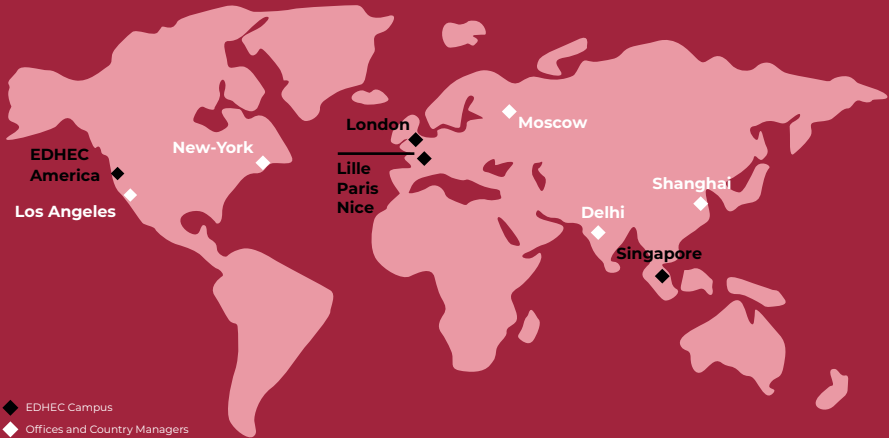 London
Moscow
New-York
EDHEC
America
Lille
Paris
Nice
Shanghai
Los Angeles
Delhi
Singapore
EDHEC Campus
Offices and Country Managers